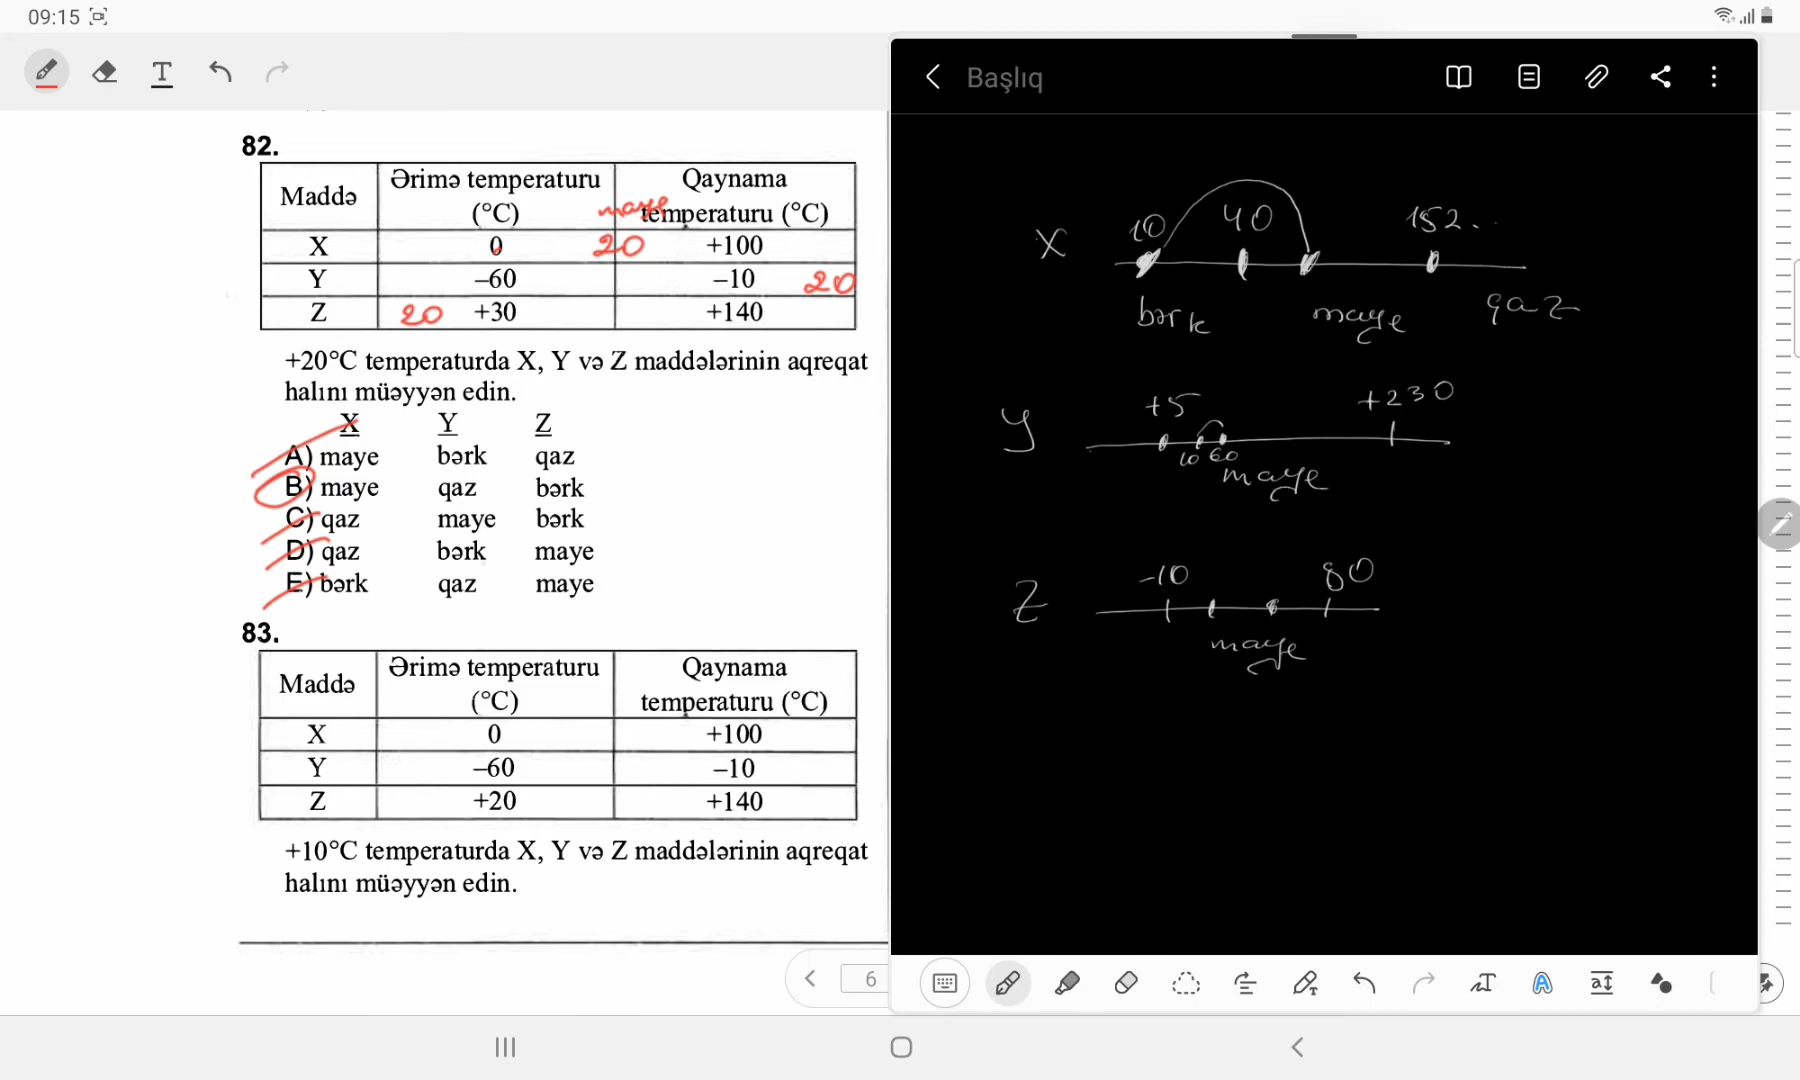 09:15
82.
Maddə Ərimə temperaturu (°C) Qaynama temperaturu (°C)
maye
X 0 20 +100
Y –60 –10 20
Z 20 +30 +140
+20°C temperaturda X, Y və Z maddələrinin aqreqat
halını müəyyən edin.
X Y Z
A) maye bərk qaz
B) maye qaz bərk
C) qaz maye bərk
D) qaz bərk maye
E) bərk qaz maye
83.
Maddə Ərimə temperaturu (°C) Qaynama temperaturu (°C)
X 0 +100
Y –60 –10
Z +20 +140
+10°C temperaturda X, Y və Z maddələrinin aqreqat
halını müəyyən edin.
6
Başlıq
10 40 152..
X
bərk maye qaz
+5 +230
Y
10 60
maye
-10 80
Z
maye